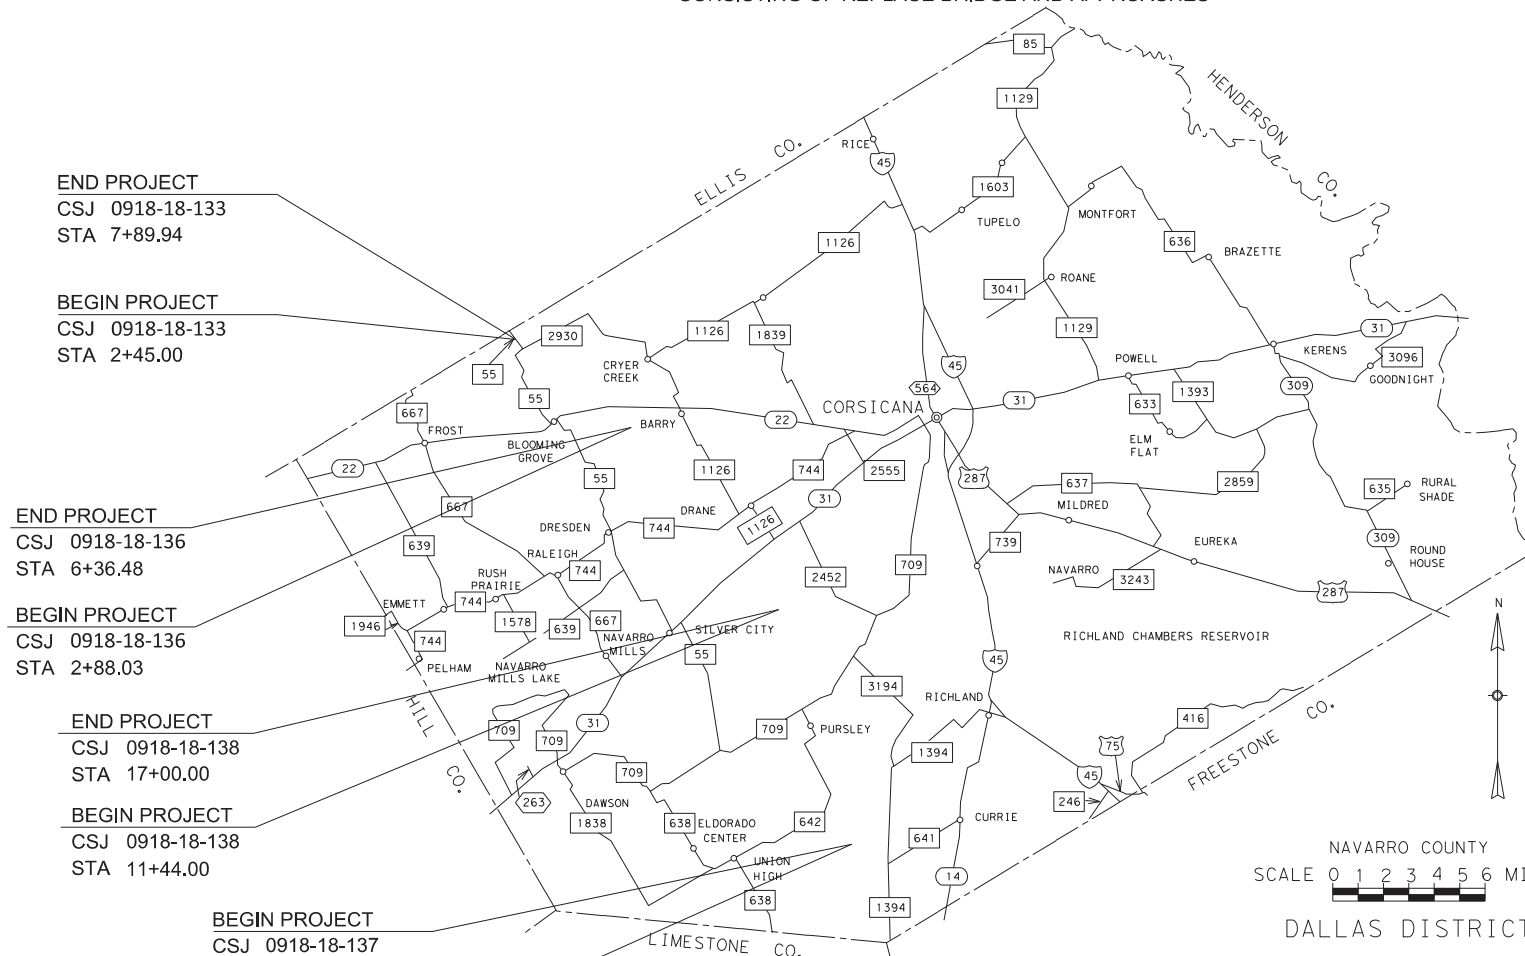 END PROJECT
CSJ 0918-18-133
STA 7+89.94
BEGIN PROJECT
CSJ 0918-18-133
STA 2+45.00
END PROJECT
CSJ 0918-18-136
STA 6+36.48
BEGIN PROJECT
CSJ 0918-18-136
STA 2+88.03
END PROJECT
CSJ 0918-18-138
STA 17+00.00
BEGIN PROJECT
CSJ 0918-18-138
STA 11+44.00
BEGIN PROJECT
CSJ 0918-18-137
85
1129
HENDERSON
CO.
ELLIS CO.
RICE
45
1603
TUPELO
MONTFORT
1126
636
BRAZETTE
3041
ROANE
1129
31
2930
1126
1839
CRYER
CREEK
55
45
POWELL
KERENS
3096
GOODNIGHT
55
667
564
31
633
1393
309
CORSICANA
22
FROST
BLOOMING
GROVE
BARRY
ELM
FLAT
22
1126
744
2555
55
31
287
637
2859
635
RURAL
SHADE
667
MILDRED
DRESDEN
744
DRANE
1126
639
739
EUREKA
309
ROUND
HOUSE
RALEIGH
744
2452
709
NAVARRO
3243
287
RUSH
PRAIRIE
EMMETT
744
1946
744
1578
639
667
NAVARRO
MILLS
SILVER CITY
RICHLAND CHAMBERS RESERVOIR
N
PELHAM
NAVARRO
MILLS LAKE
55
45
3194
RICHLAND
HILL
CO.
709
709
31
709
PURSLEY
1394
416
75
FREESTONE CO.
709
45
246
263
DAWSON
1838
638
ELDORADO
CENTER
642
641
CURRIE
UNION
HIGH
14
638
1394
LIMESTONE CO.
NAVARRO COUNTY
SCALE 0 1 2 3 4 5 6
DALLAS DISTRICT